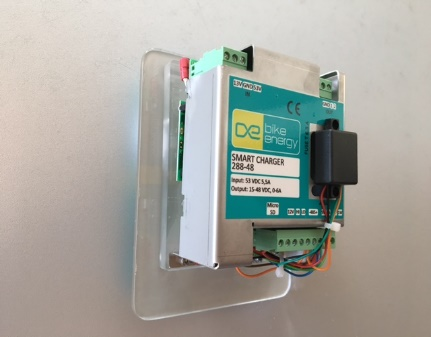 IN
CE
bike
energy
SMART CHARGER
288-48
Input: 53 VDC 5,5A
Output: 15-48 VDC, 0-6A
Micro
SD